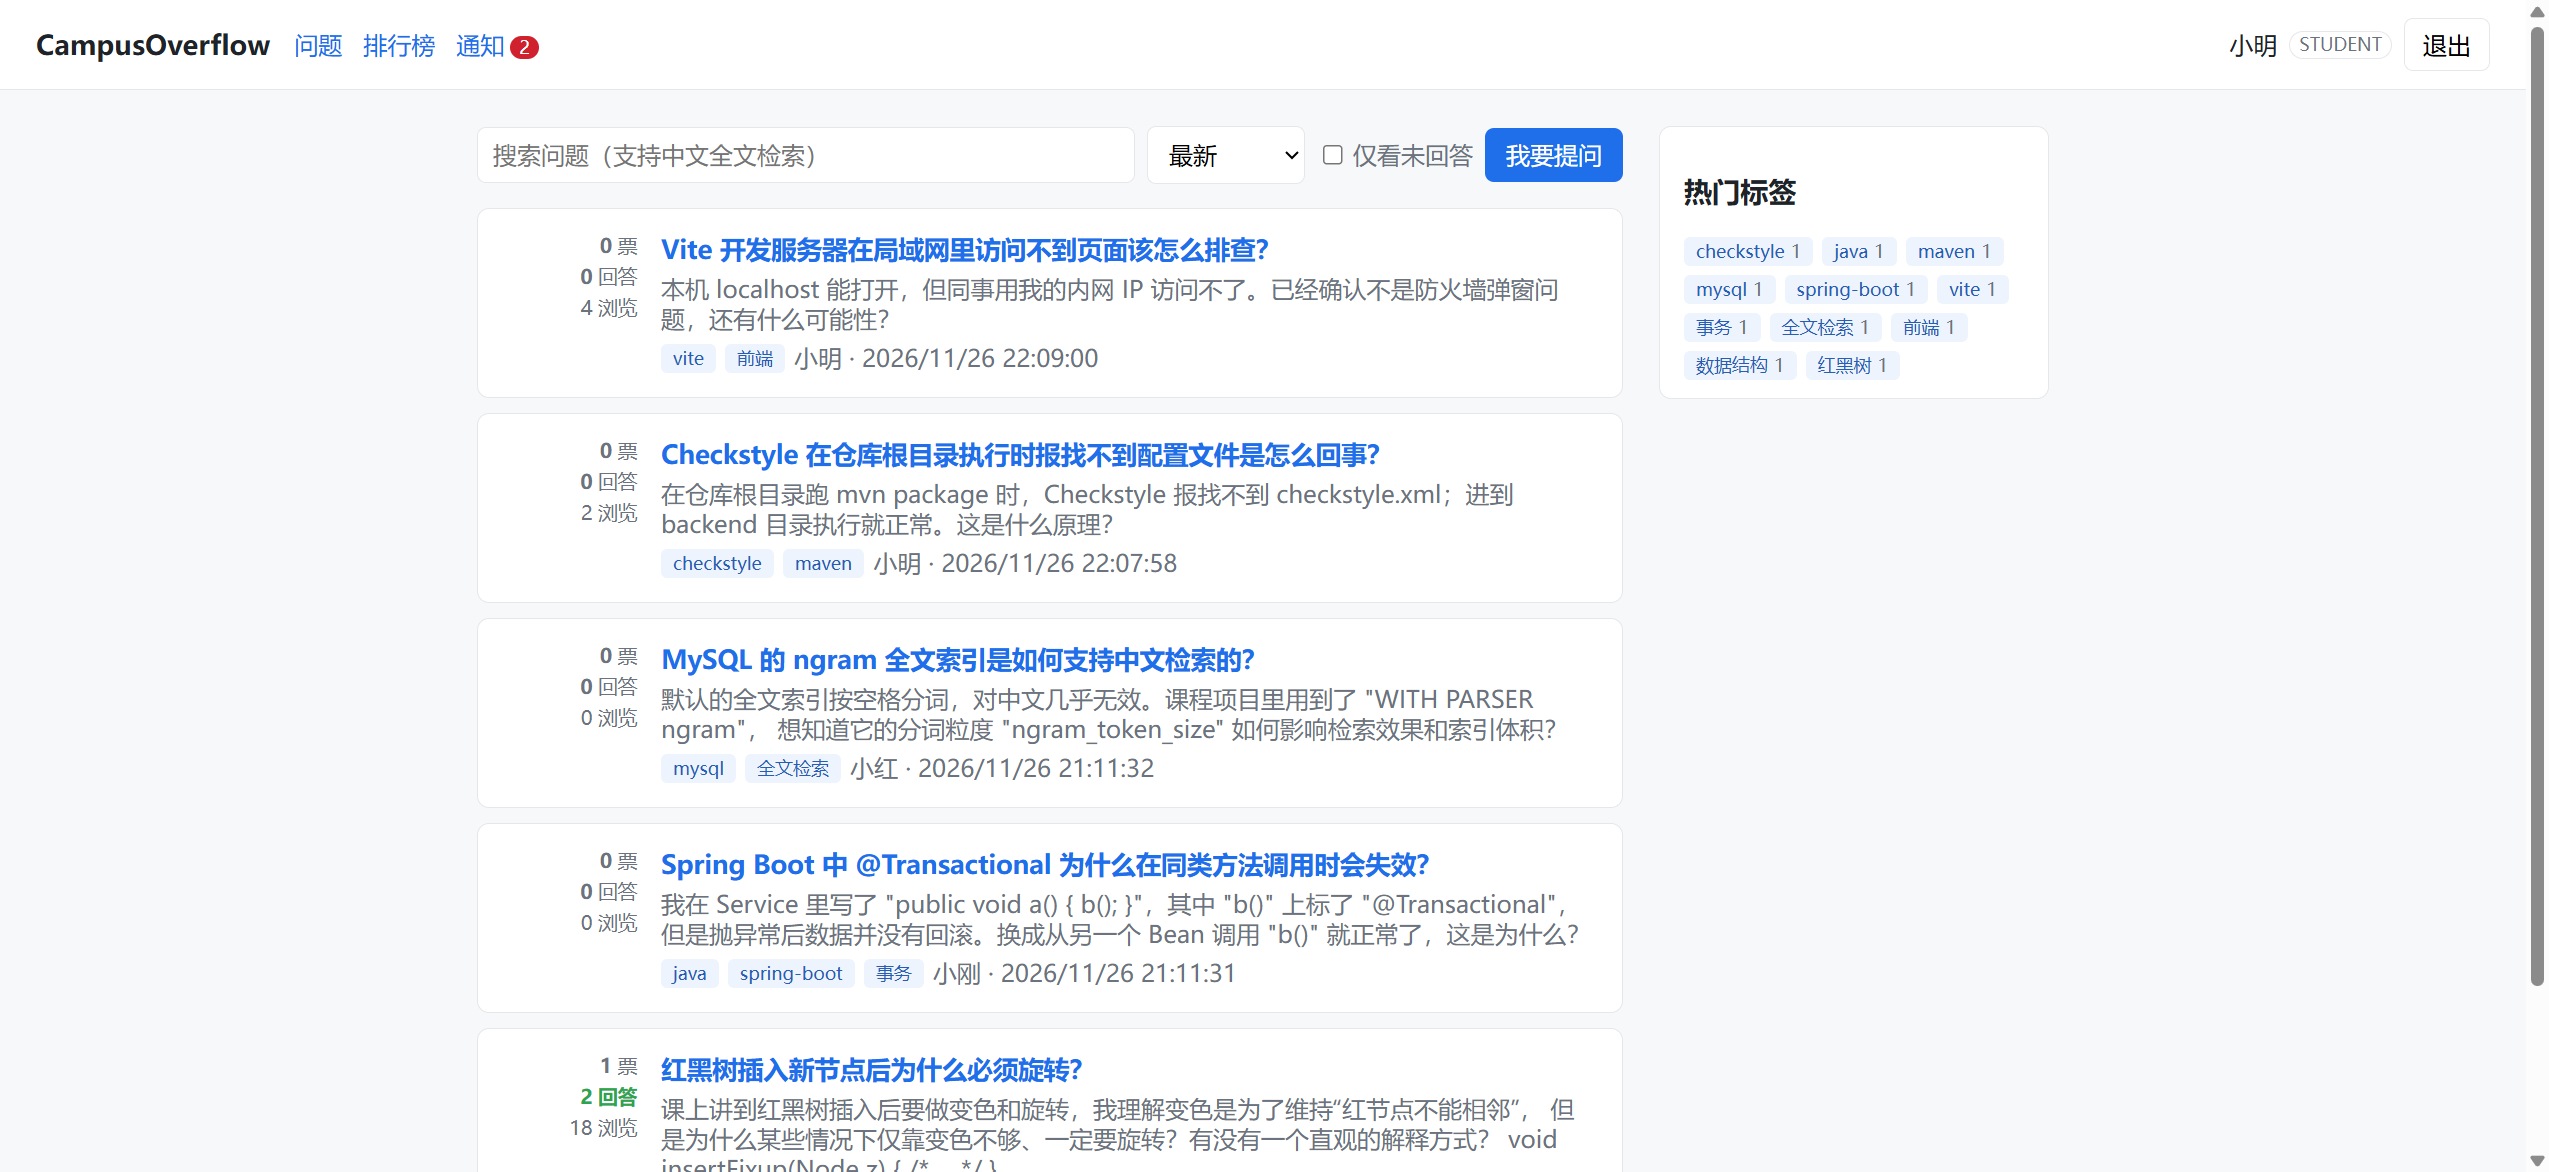 CampusOverflow 问题 排行榜 通知 2 小明 STUDENT 退出
搜索问题（支持中文全文检索） 最新 仅看未回答 我要提问
热门标签
checkstyle 1 java 1 maven 1
mysql 1 spring-boot 1 vite 1
事务 1 全文检索 1 前端 1
数据结构 1 红黑树 1
0 票
0 回答
4 浏览
Vite 开发服务器在局域网里访问不到页面该怎么排查？
本机 localhost 能打开，但同事用我的内网 IP 访问不了。已经确认不是防火墙弹窗问
题，还有什么可能性？
vite 前端 小明 · 2026/11/26 22:09:00
0 票
0 回答
2 浏览
Checkstyle 在仓库根目录执行时报找不到配置文件是怎么回事？
在仓库根目录跑 mvn package 时，Checkstyle 报找不到 checkstyle.xml；进到
backend 目录执行就正常。这是什么原理？
checkstyle maven 小明 · 2026/11/26 22:07:58
0 票
0 回答
0 浏览
MySQL 的 ngram 全文索引是如何支持中文检索的？
默认的全文索引按空格分词，对中文几乎无效。课程项目里用到了 "WITH PARSER
ngram"， 想知道它的分词粒度 "ngram_token_size" 如何影响检索效果和索引体积？
mysql 全文检索 小红 · 2026/11/26 21:11:32
0 票
0 回答
0 浏览
Spring Boot 中 @Transactional 为什么在同类方法调用时会失效？
我在 Service 里写了 "public void a() { b(); }"，其中 "b()" 上标了 "@Transactional"，
但是抛异常后数据并没有回滚。换成从另一个 Bean 调用 "b()" 就正常了，这是为什么？
java spring-boot 事务 小刚 · 2026/11/26 21:11:31
1 票
2 回答
18 浏览
红黑树插入新节点后为什么必须旋转？
课上讲到红黑树插入后要做变色和旋转，我理解变色是为了维持“红节点不能相邻”， 但
是为什么某些情况下仅靠变色不够、一定要旋转？有没有一个直观的解释方式？ void
insertFixup(Node z) { /* ... */ }